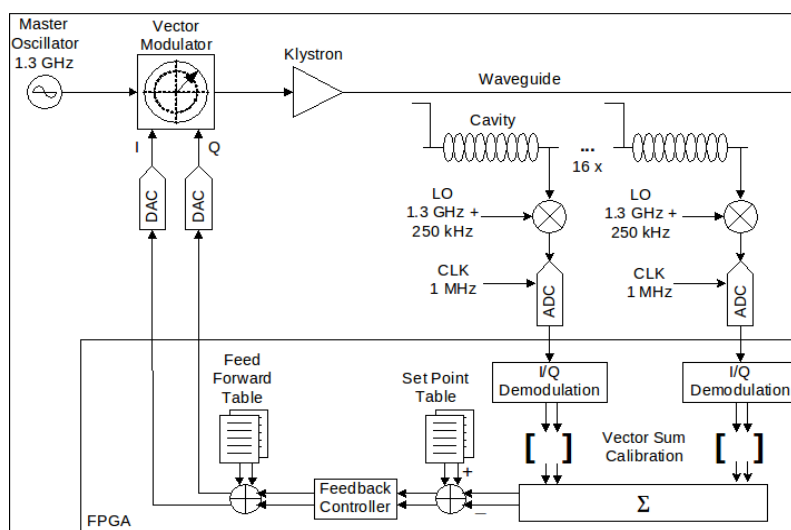 Master
Oscillator
1.3 GHz
Vector
Modulator
Klystron
Waveguide
I
Q
DAC
DAC
Cavity
...
16 x
LO
1.3 GHz +
250 kHz
LO
1.3 GHz +
250 kHz
CLK
1 MHz
ADC
CLK
1 MHz
ADC
Feed
Forward
Table
Set Point
Table
I/Q
Demodulation
I/Q
Demodulation
[ ]
Vector Sum
Calibration
[ ]
+
_
Feedback
Controller
Σ
FPGA